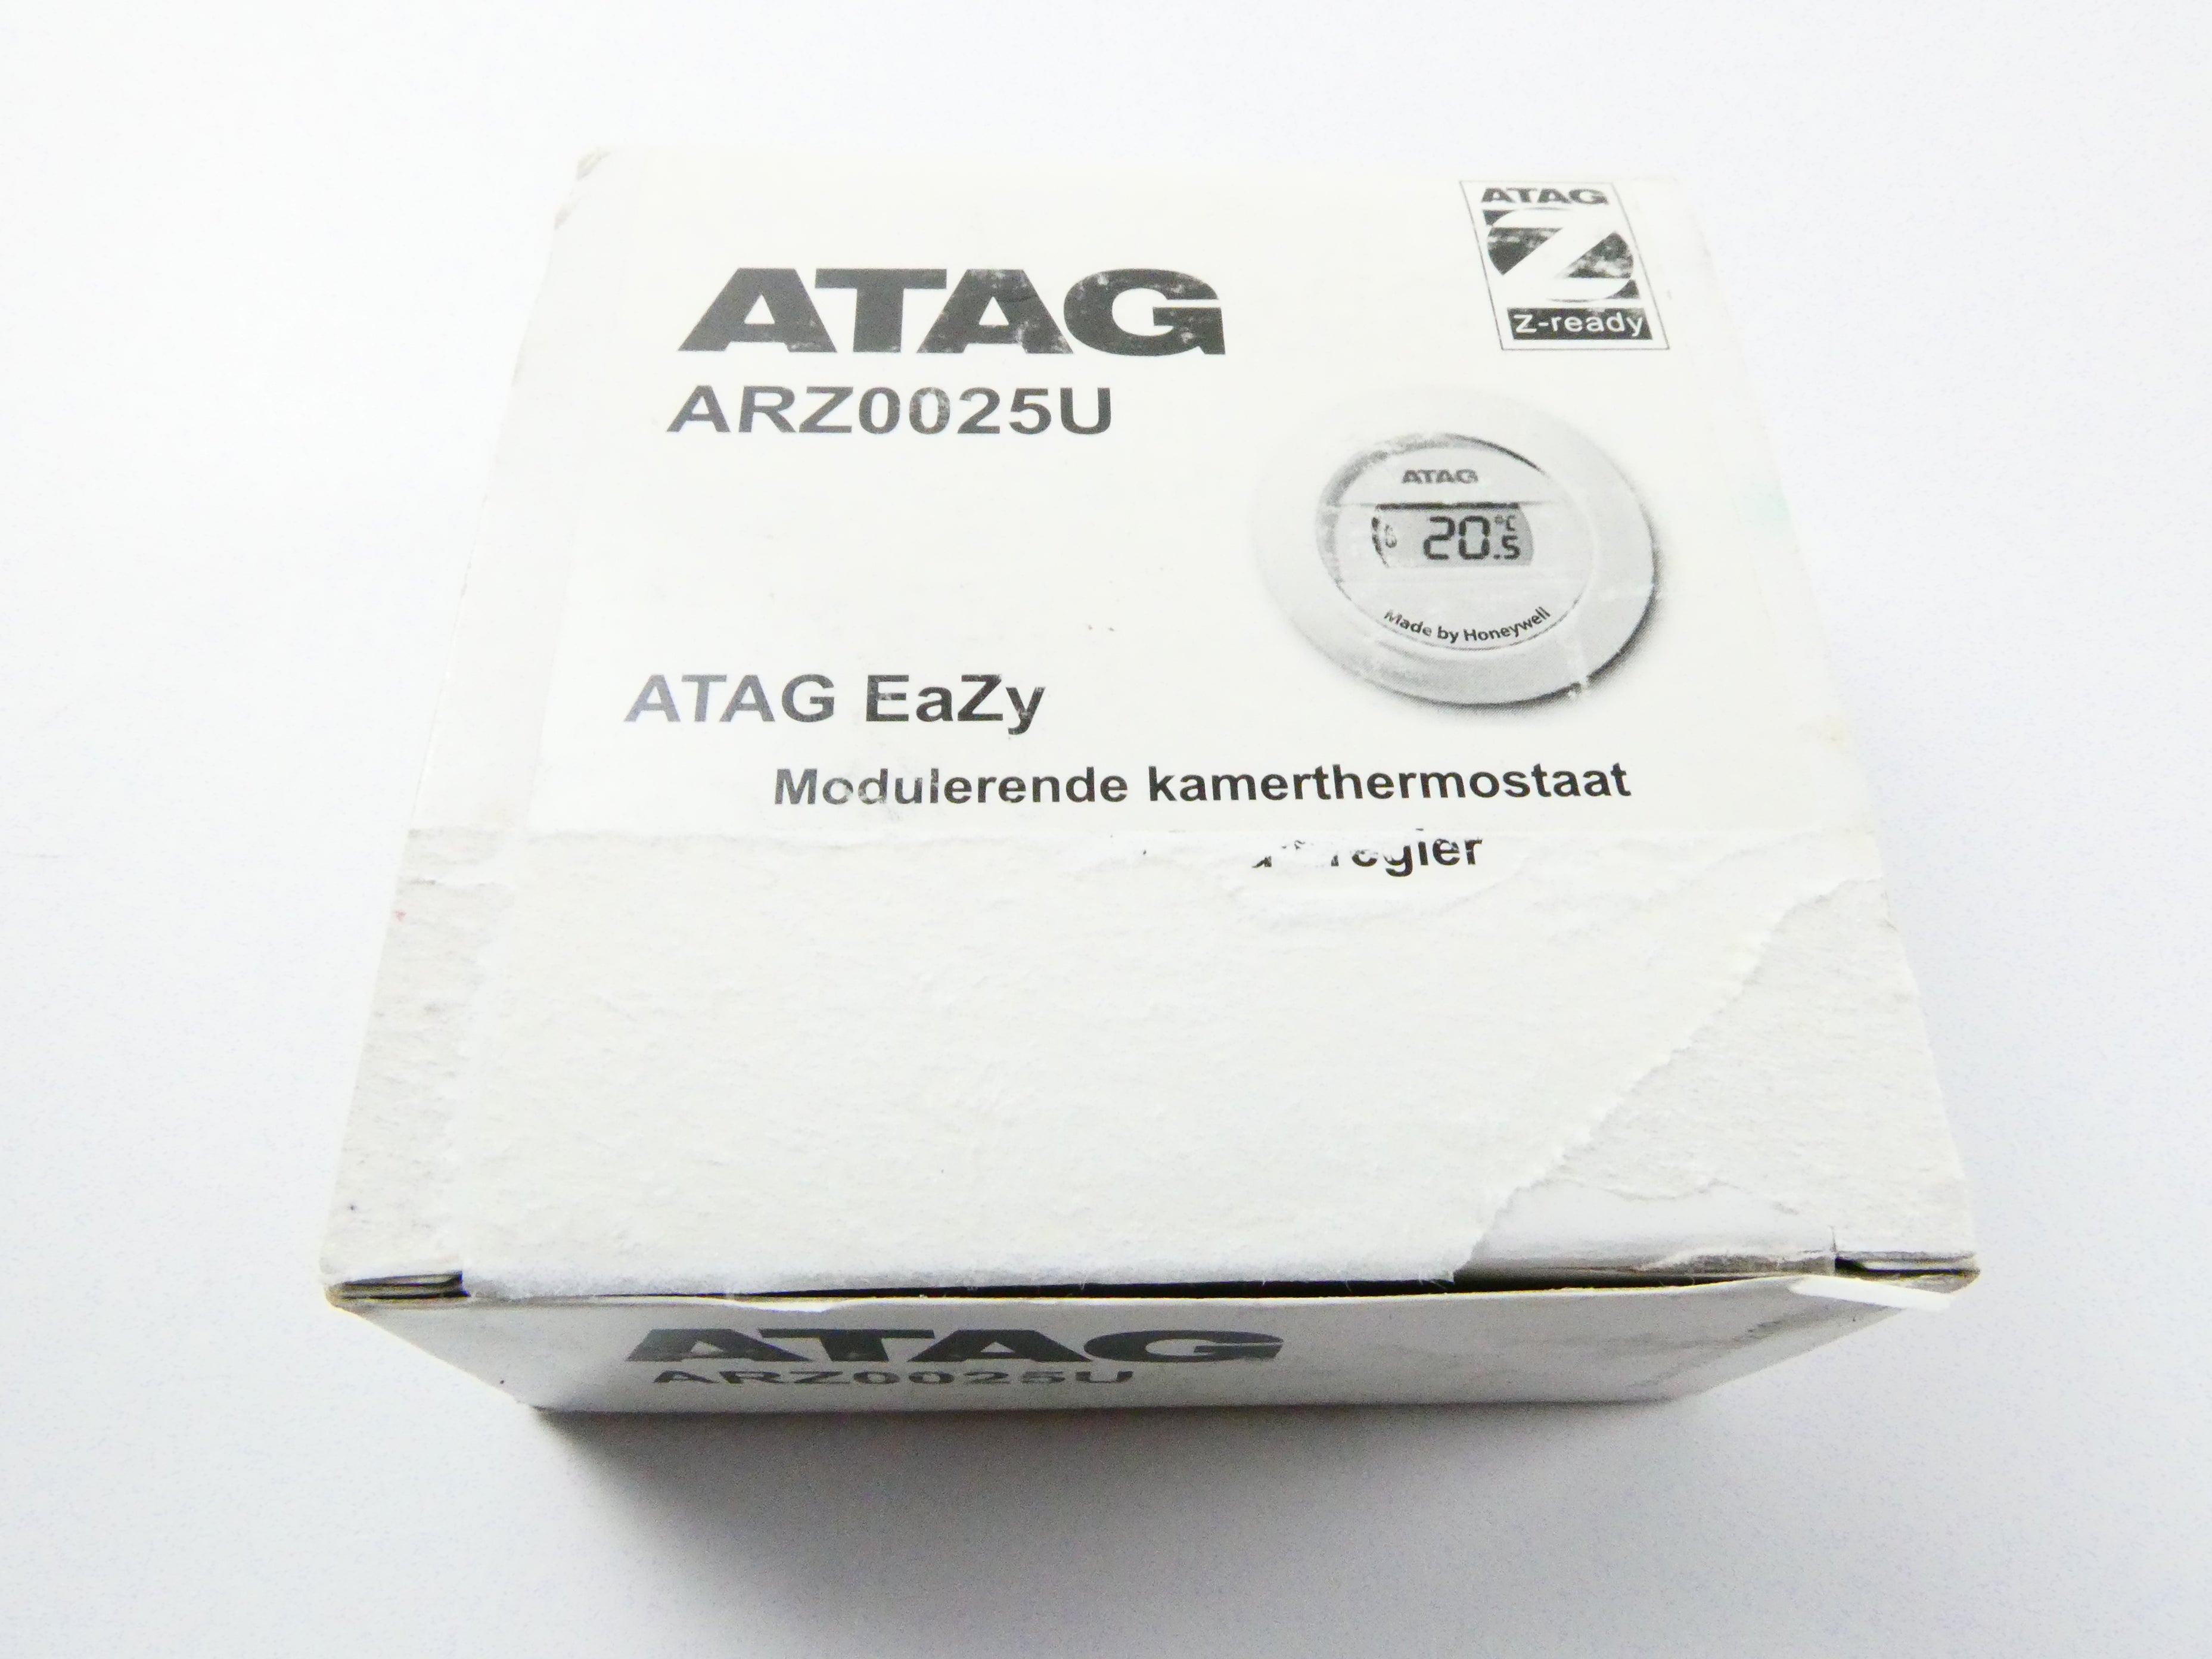 ATAG
Z
Z-ready
ATAG
ARZ0025U
ATAG
20.5 °C
Made by Honeywell
ATAG EaZy
Modulerende kamerthermostaat
ATAG
ARZ0025U